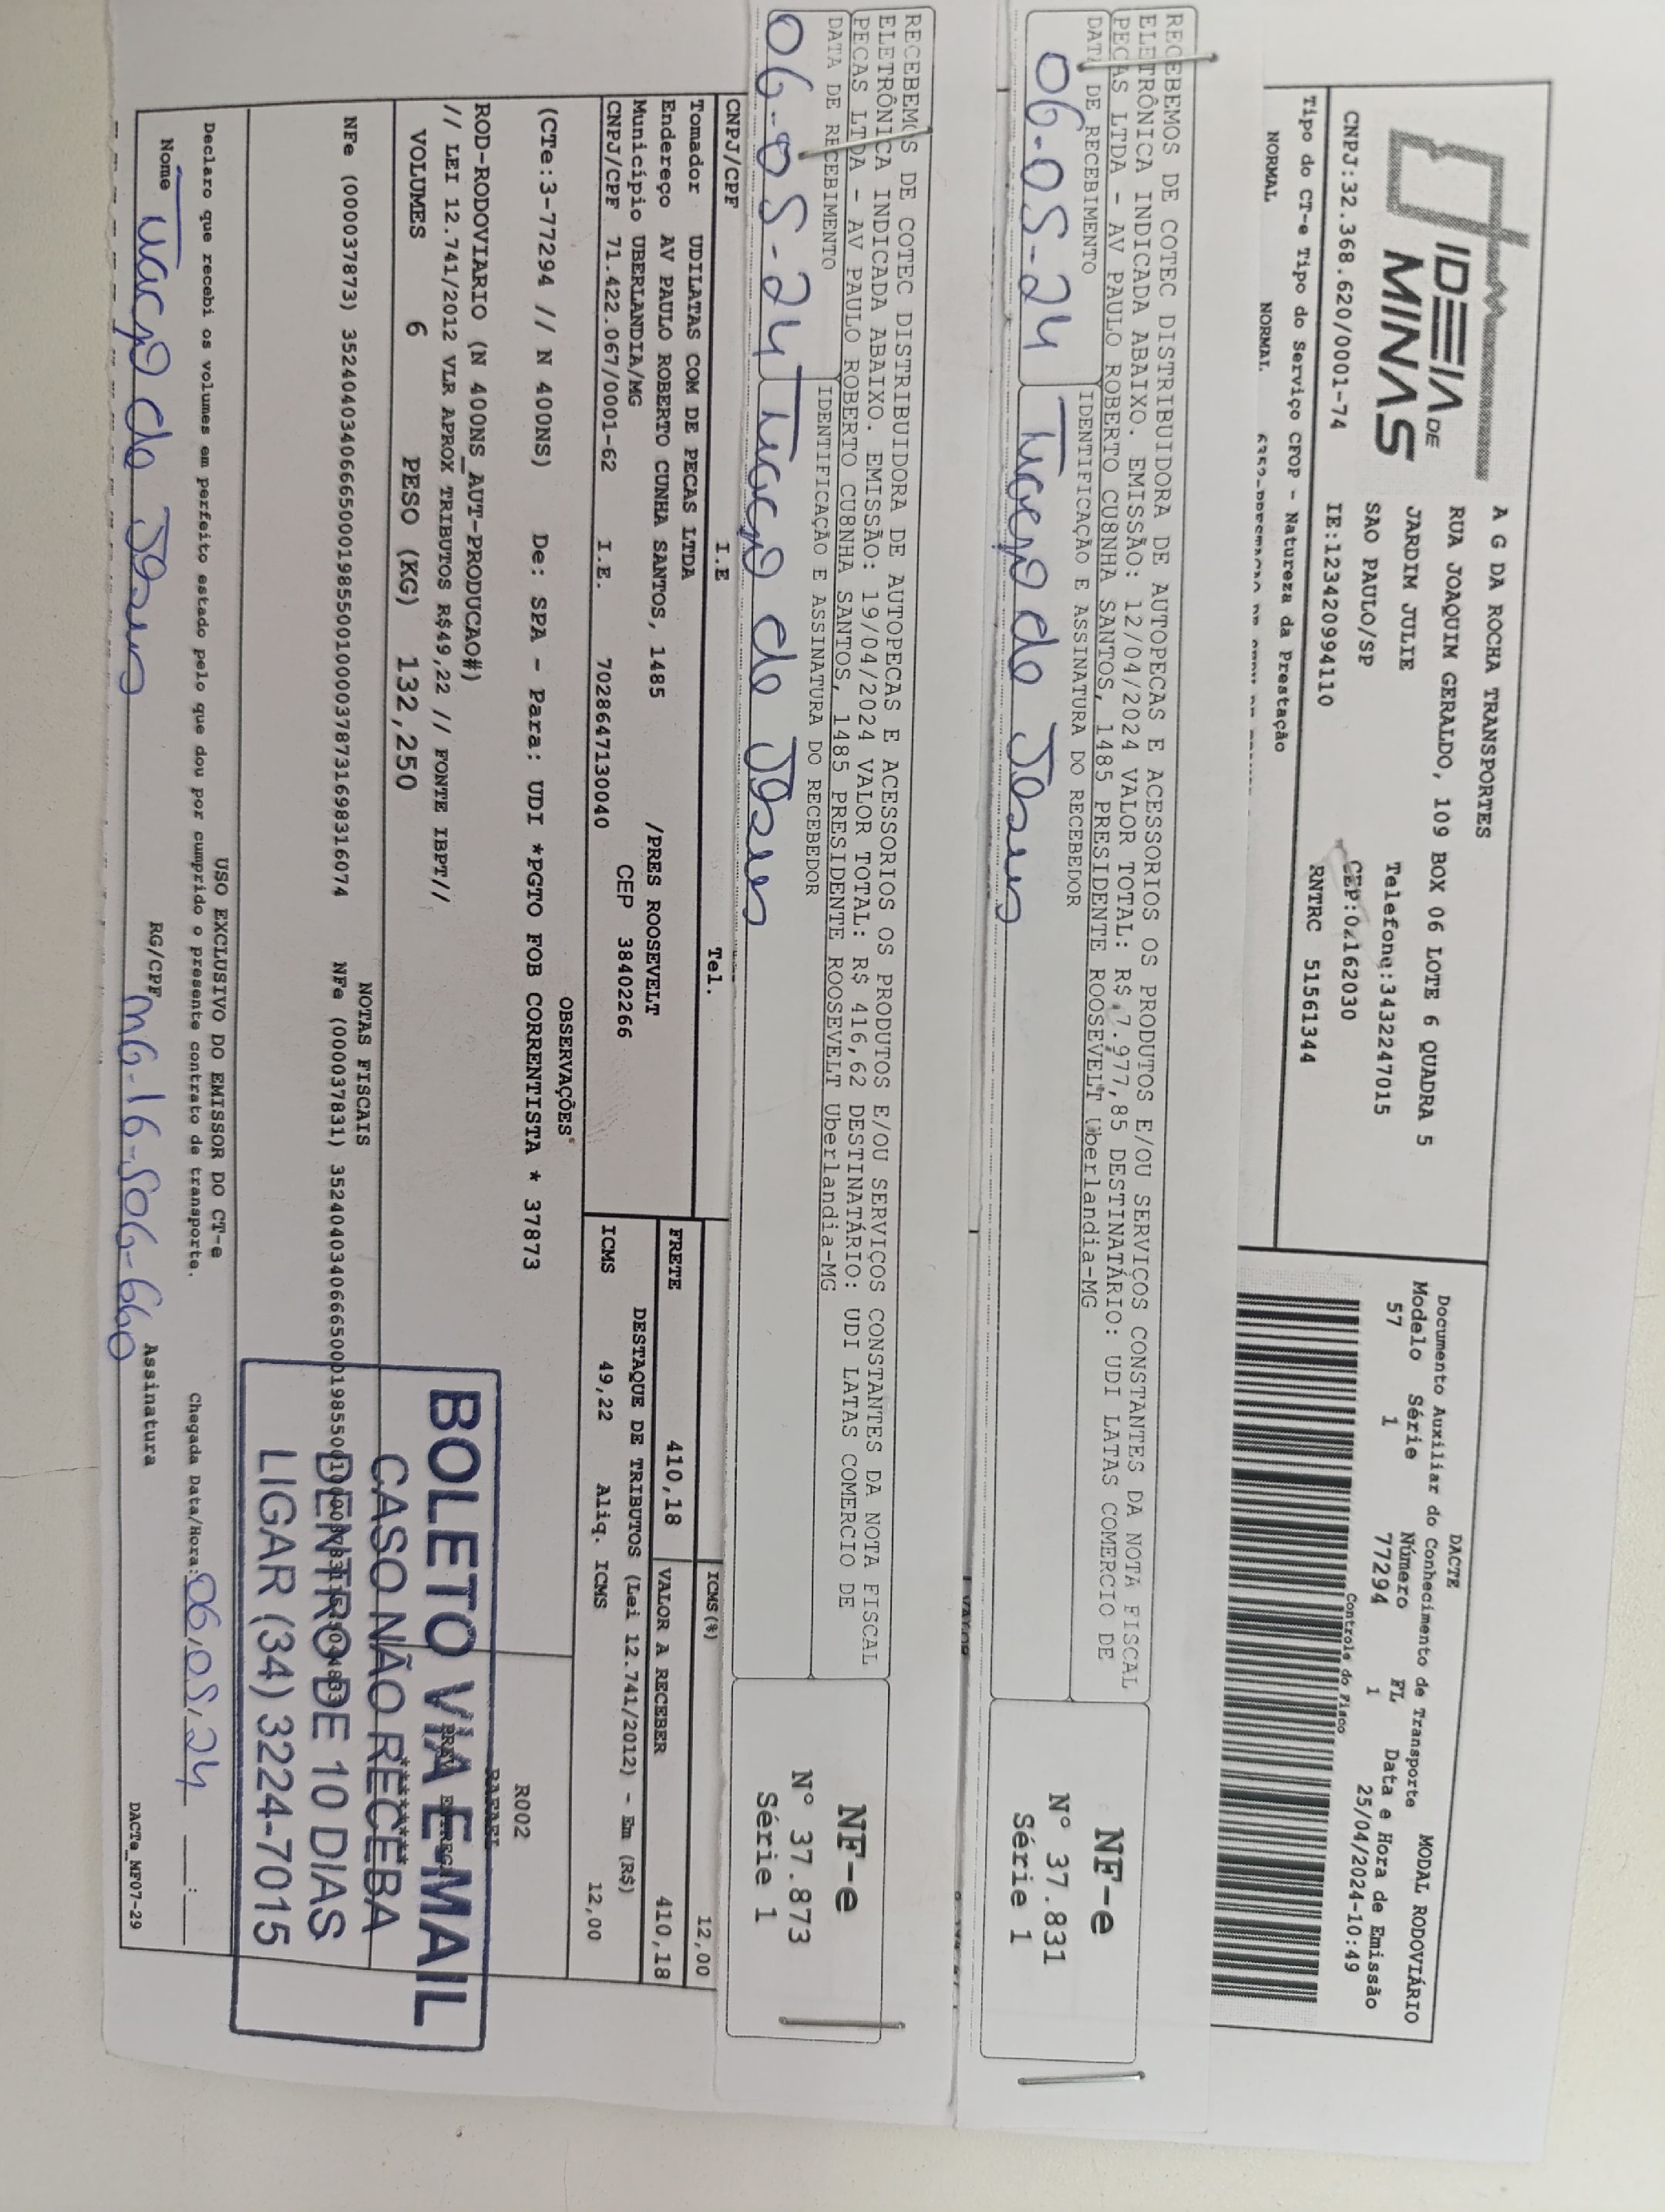 IDEIA DE
MINAS
A G DA ROCHA TRANSPORTES
RUA JOAQUIM GERALDO, 109 BOX 06 LOTE 6 QUADRA 5
JARDIM JULIE
Telefone:3432247015
SAO PAULO/SP
CEP:02162030
CNPJ:32.368.620/0001-74
IE:123420994110
RNTRC 51561344
Tipo do CT-e Tipo do Serviço CFOP - Natureza da Prestação
NORMAL NORMAL
DACTE
Documento Auxiliar do Conhecimento de Transporte MODAL RODOVIÁRIO
Modelo Série Número FL Data e Hora de Emissão
57 1 77294 1 25/04/2024-10:49
Controle do Fisco
RECEBEMOS DE COTEC DISTRIBUIDORA DE AUTOPECAS E ACESSORIOS OS PRODUTOS E/OU SERVIÇOS CONSTANTES DA NOTA FISCAL
ELETRÔNICA INDICADA ABAIXO. EMISSÃO: 12/04/2024 VALOR TOTAL: R$ 7.977,85 DESTINATÁRIO: UDI LATAS COMERCIO DE
PECAS LTDA - AV PAULO ROBERTO CU8NHA SANTOS, 1485 PRESIDENTE ROOSEVELT Uberlandia-MG
DATA DE RECEBIMENTO
IDENTIFICAÇÃO E ASSINATURA DO RECEBEDOR
06-05-24
NF-e
Nº 37.831
Série 1
RECEBEMOS DE COTEC DISTRIBUIDORA DE AUTOPECAS E ACESSORIOS OS PRODUTOS E/OU SERVIÇOS CONSTANTES DA NOTA FISCAL
ELETRÔNICA INDICADA ABAIXO. EMISSÃO: 19/04/2024 VALOR TOTAL: R$ 416,62 DESTINATÁRIO: UDI LATAS COMERCIO DE
PECAS LTDA - AV PAULO ROBERTO CU8NHA SANTOS, 1485 PRESIDENTE ROOSEVELT Uberlandia-MG
DATA DE RECEBIMENTO
IDENTIFICAÇÃO E ASSINATURA DO RECEBEDOR
06-05-24
NF-e
Nº 37.873
Série 1
CNPJ/CPF I.E Tel.
ICMS(%) 12,00
Tomador UDILATAS COM DE PECAS LTDA
Endereço AV PAULO ROBERTO CUNHA SANTOS, 1485 /PRES ROOSEVELT
Município UBERLANDIA/MG CEP 38402266
CNPJ/CPF 71.422.067/0001-62 I.E. 7028647130040
FRETE 410,18 VALOR A RECEBER 410,18
DESTAQUE DE TRIBUTOS (Lei 12.741/2012) - Em (R$)
ICMS 49,22 Aliq. ICMS 12,00
OBSERVAÇÕES
(CTe:3-77294 // N 400NS) De: SPA - Para: UDI *PGTO FOB CORRENTISTA * 37873
R002
RAFAEL
ROD-RODOVIARIO (N 400NS_AUT-PRODUCAO#)
// LEI 12.741/2012 VLR APROX TRIBUTOS R$49,22 // FONTE IBPT//
VOLUMES 6 PESO (KG) 132,250
NOTAS FISCAIS
NFe (000037873) 35240403406665000198550010000378731698316074
NFe (000037831)
BOLETO VIA E-MAIL
CASO NÃO RECEBA
DENTRO DE 10 DIAS
LIGAR (34) 3224-7015
USO EXCLUSIVO DO EMISSOR DO CT-e
Declaro que recebi os volumes em perfeito estado pelo que dou por cumprido o presente contrato de transporte.
Chegada Data/Hora: 06/05/24 ___:___
Nome
RG/CPF MG-16-506-660
Assinatura
DACTe_MF07-29